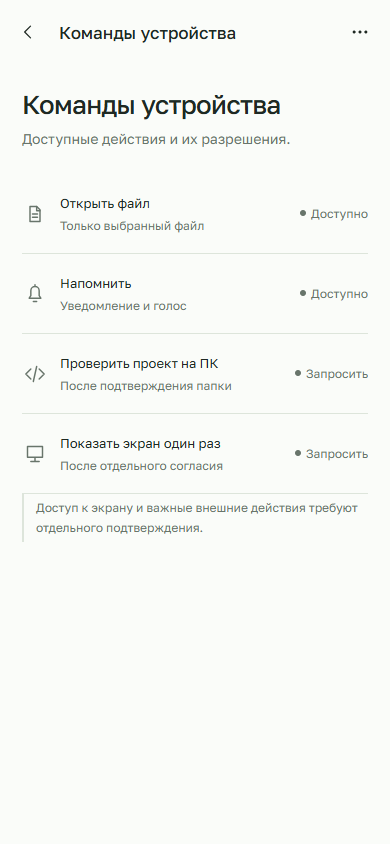 Команды устройства
Команды устройства
Доступные действия и их разрешения.
Открыть файл
Только выбранный файл
Доступно
Напомнить
Уведомление и голос
Доступно
Проверить проект на ПК
После подтверждения папки
Запросить
Показать экран один раз
После отдельного согласия
Запросить
Доступ к экрану и важные внешние действия требуют
отдельного подтверждения.